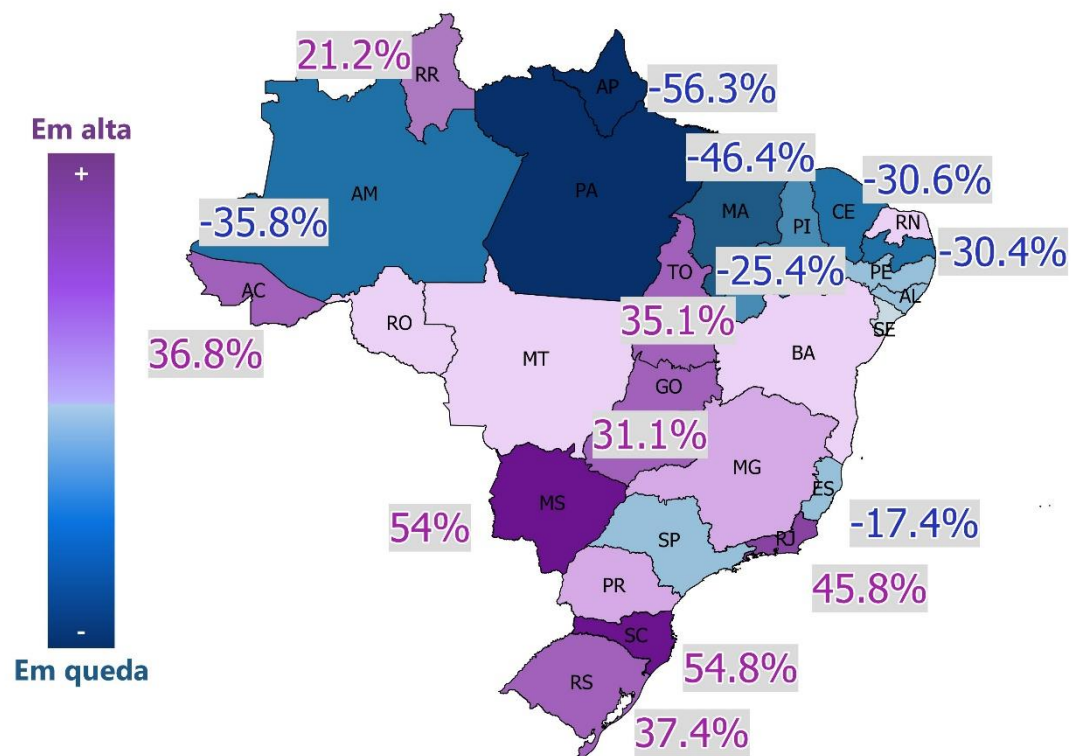 21.2%
RR
AP
-56.3%
Em alta
+
-46.4%
-30.6%
AM
PA
MA
PI
CE
RN
-35.8%
-30.4%
TO
-25.4%
PE
AC
AL
35.1%
SE
RO
36.8%
MT
BA
GO
31.1%
MG
ES
MS
54%
-17.4%
SP
RJ
PR
45.8%
-
SC
Em queda
54.8%
RS
37.4%